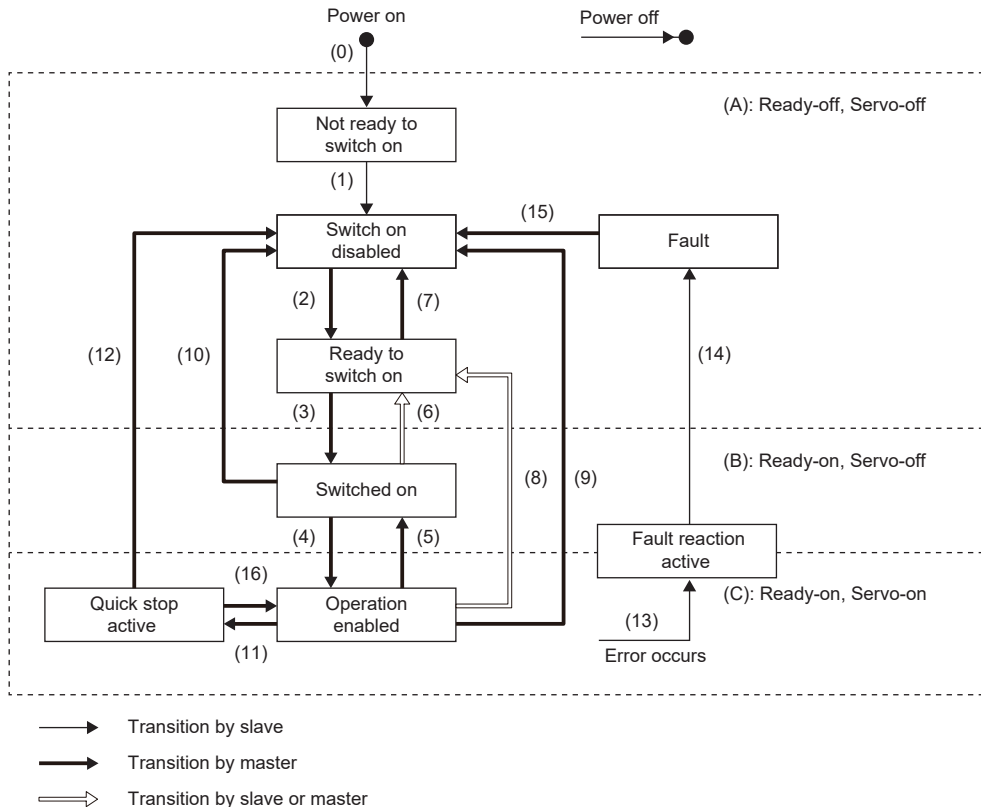 Power on
Power off
(0)
(A): Ready-off, Servo-off
Not ready to
switch on
(1)
(15)
Switch on
disabled
Fault
(2)
(7)
(12)
(10)
Ready to
switch on
(14)
(3)
(6)
(B): Ready-on, Servo-off
(8)
(9)
Switched on
(4)
(5)
Fault reaction
active
(16)
(C): Ready-on, Servo-on
Quick stop
active
Operation
enabled
(13)
(11)
Error occurs
Transition by slave
Transition by master
Transition by slave or master